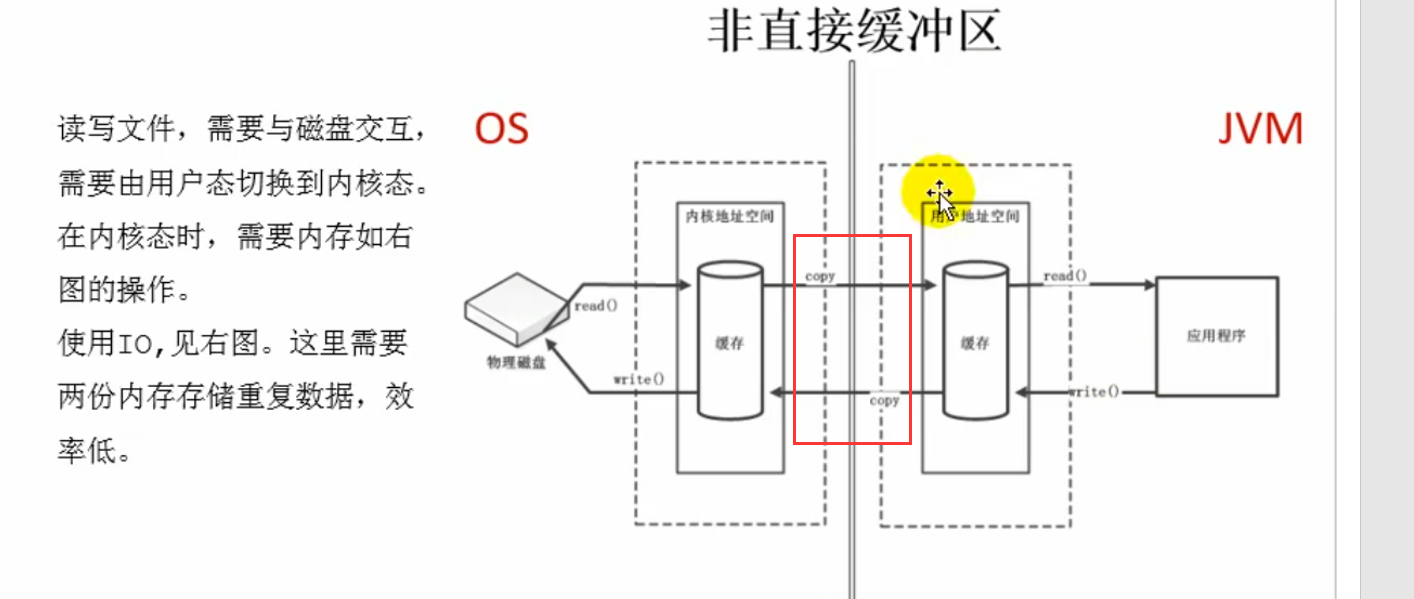 非直接缓冲区
读写文件，需要与磁盘交互，
需要由用户态切换到内核态。
在内核态时，需要内存如右
图的操作。
使用IO,见右图。这里需要
两份内存存储重复数据，效
率低。
OS
JVM
内核地址空间
用户地址空间
copy
read()
read()
物理磁盘
缓存
缓存
应用程序
write()
copy
write()